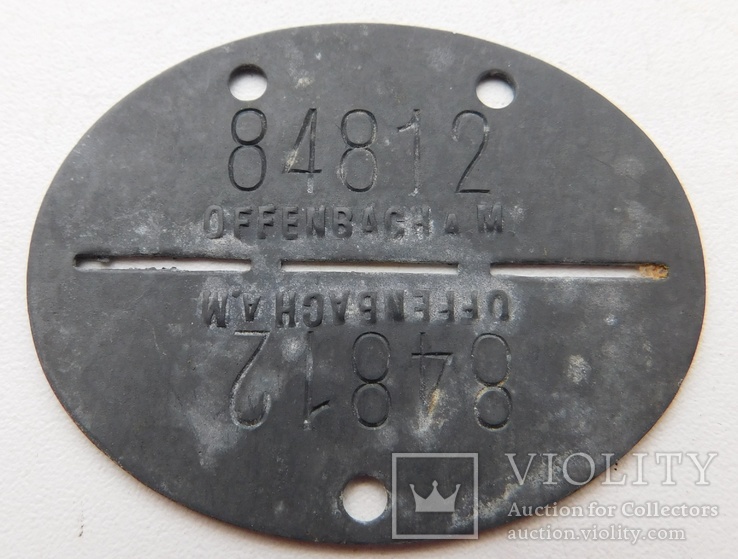 84812
OFFENBACH A M.
OFFENBACH A.M
84812
VIOLITY
Auction for Collectors
auction.violity.com